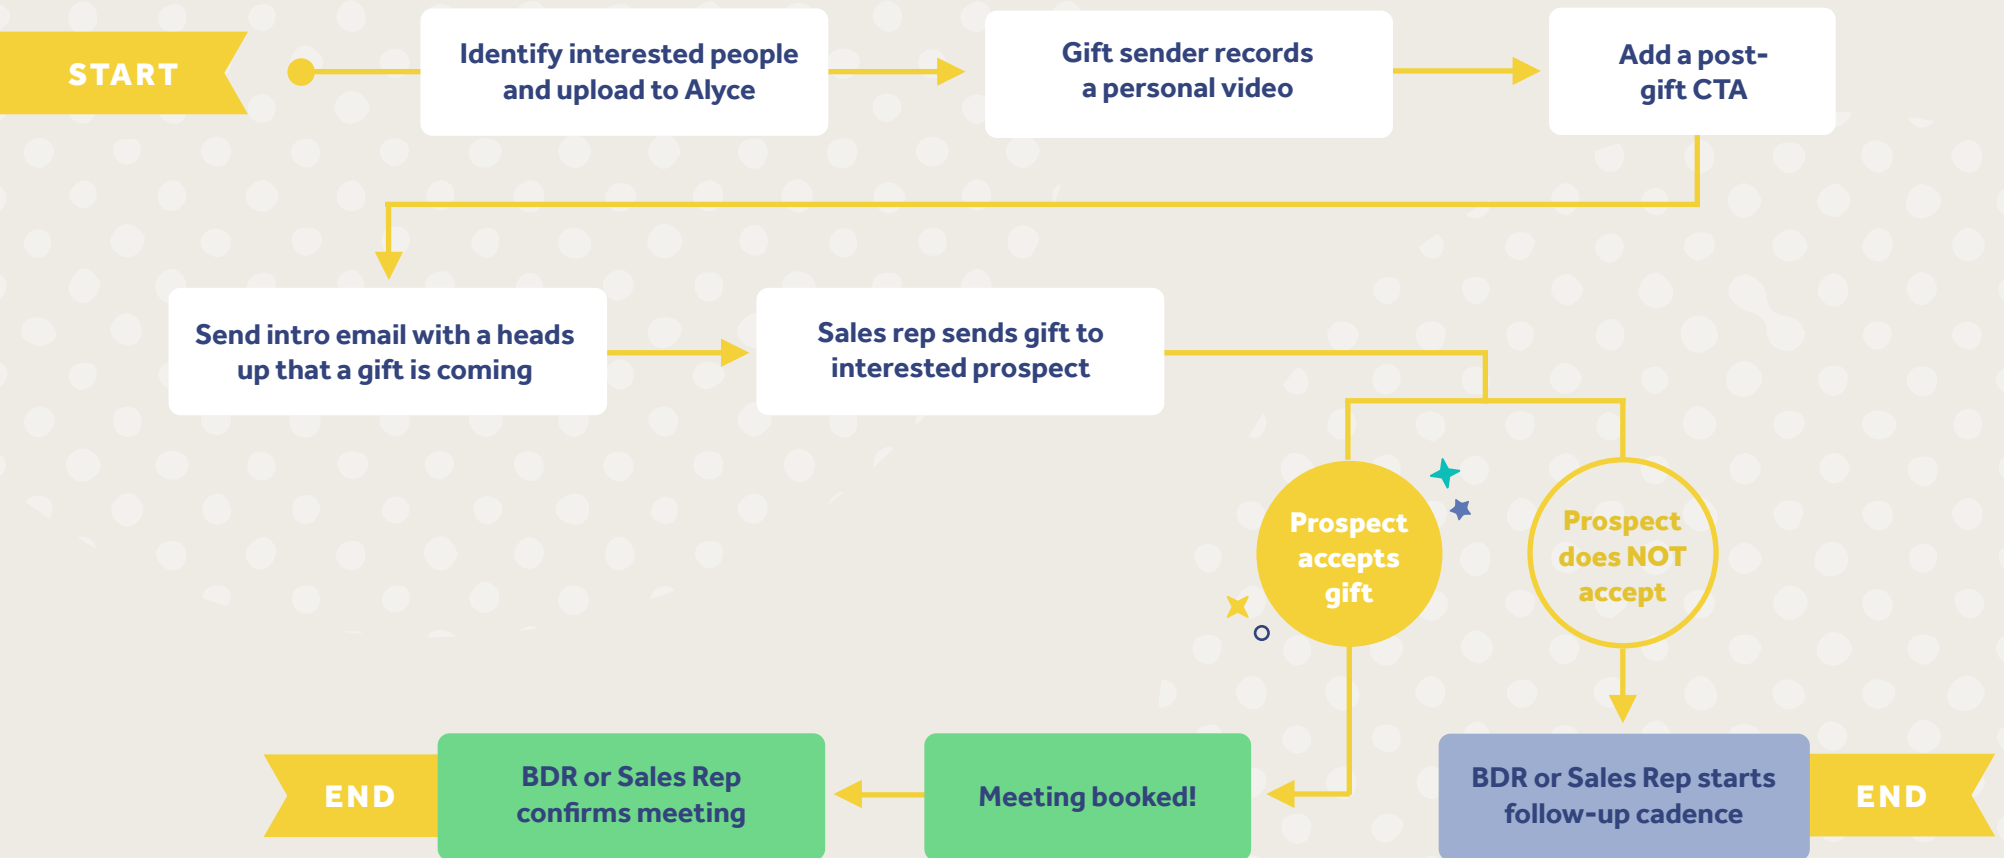 START
Identify interested people
and upload to Alyce
Gift sender records
a personal video
Add a post-
gift CTA
Send intro email with a heads
up that a gift is coming
Sales rep sends gift to
interested prospect
Prospect
accepts
gift
Prospect
does NOT
accept
END
BDR or Sales Rep
confirms meeting
Meeting booked!
BDR or Sales Rep starts
follow-up cadence
END